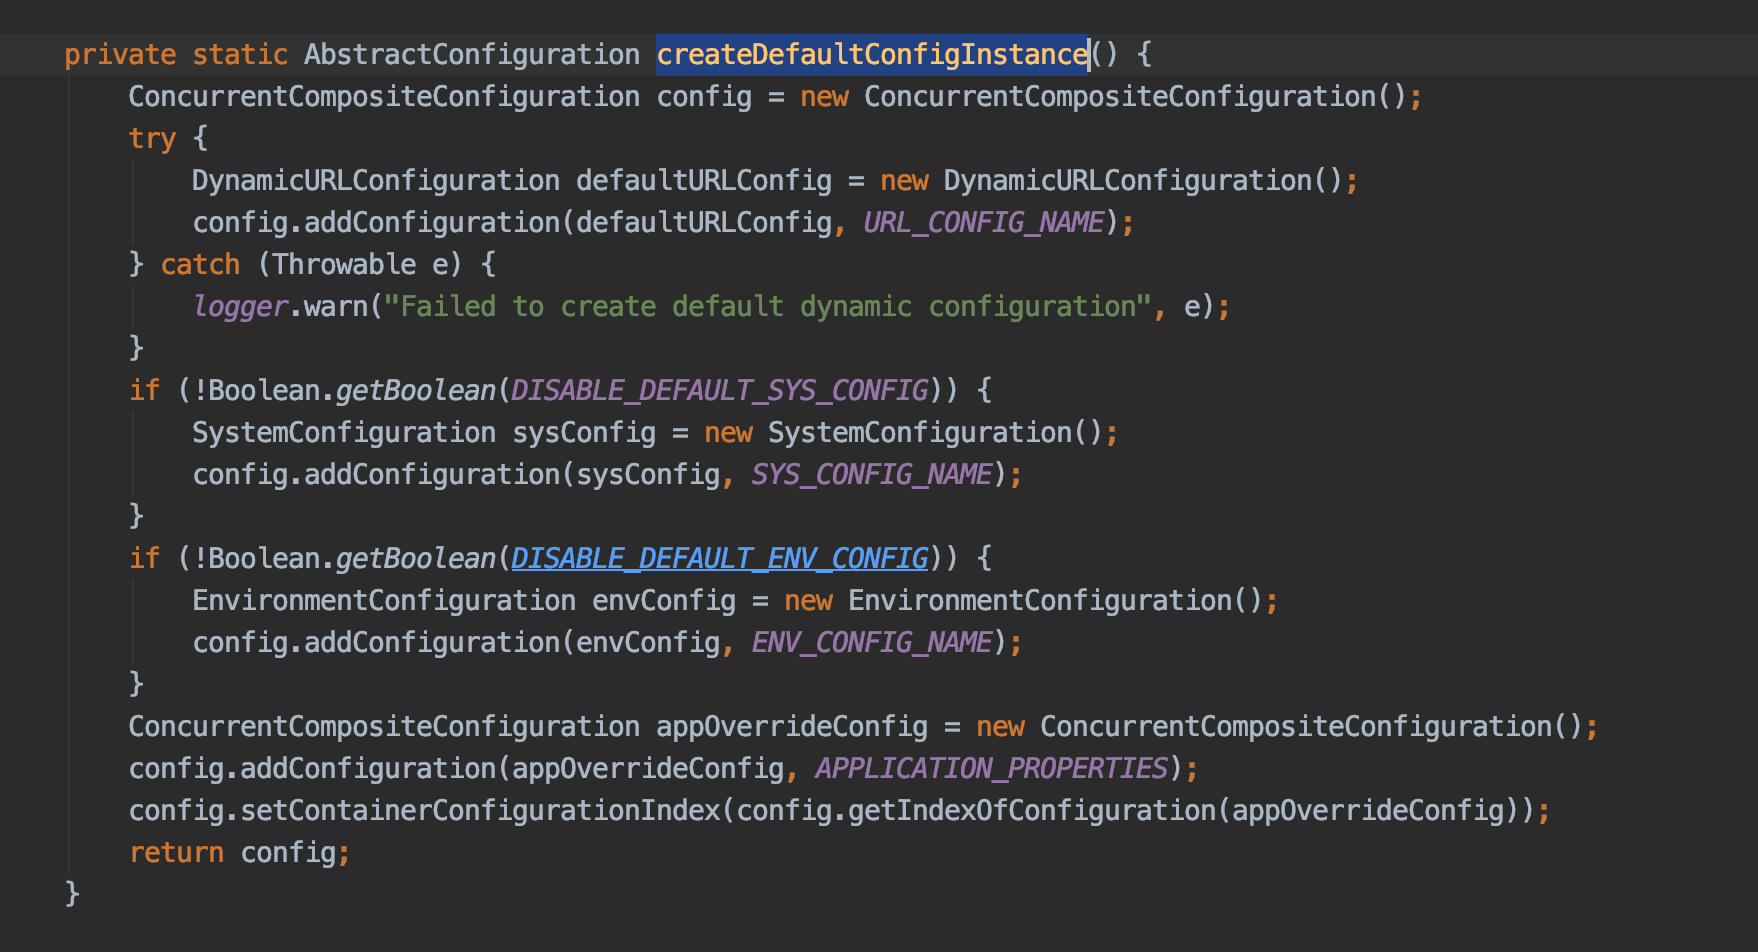 private static AbstractConfiguration createDefaultConfigInstance() {
ConcurrentCompositeConfiguration config = new ConcurrentCompositeConfiguration();
try {
DynamicURLConfiguration defaultURLConfig = new DynamicURLConfiguration();
config.addConfiguration(defaultURLConfig, URL_CONFIG_NAME);
} catch (Throwable e) {
logger.warn("Failed to create default dynamic configuration", e);
}
if (!Boolean.getBoolean(DISABLE_DEFAULT_SYS_CONFIG)) {
SystemConfiguration sysConfig = new SystemConfiguration();
config.addConfiguration(sysConfig, SYS_CONFIG_NAME);
}
if (!Boolean.getBoolean(DISABLE_DEFAULT_ENV_CONFIG)) {
EnvironmentConfiguration envConfig = new EnvironmentConfiguration();
config.addConfiguration(envConfig, ENV_CONFIG_NAME);
}
ConcurrentCompositeConfiguration appOverrideConfig = new ConcurrentCompositeConfiguration();
config.addConfiguration(appOverrideConfig, APPLICATION_PROPERTIES);
config.setContainerConfigurationIndex(config.getIndexOfConfiguration(appOverrideConfig));
return config;
}